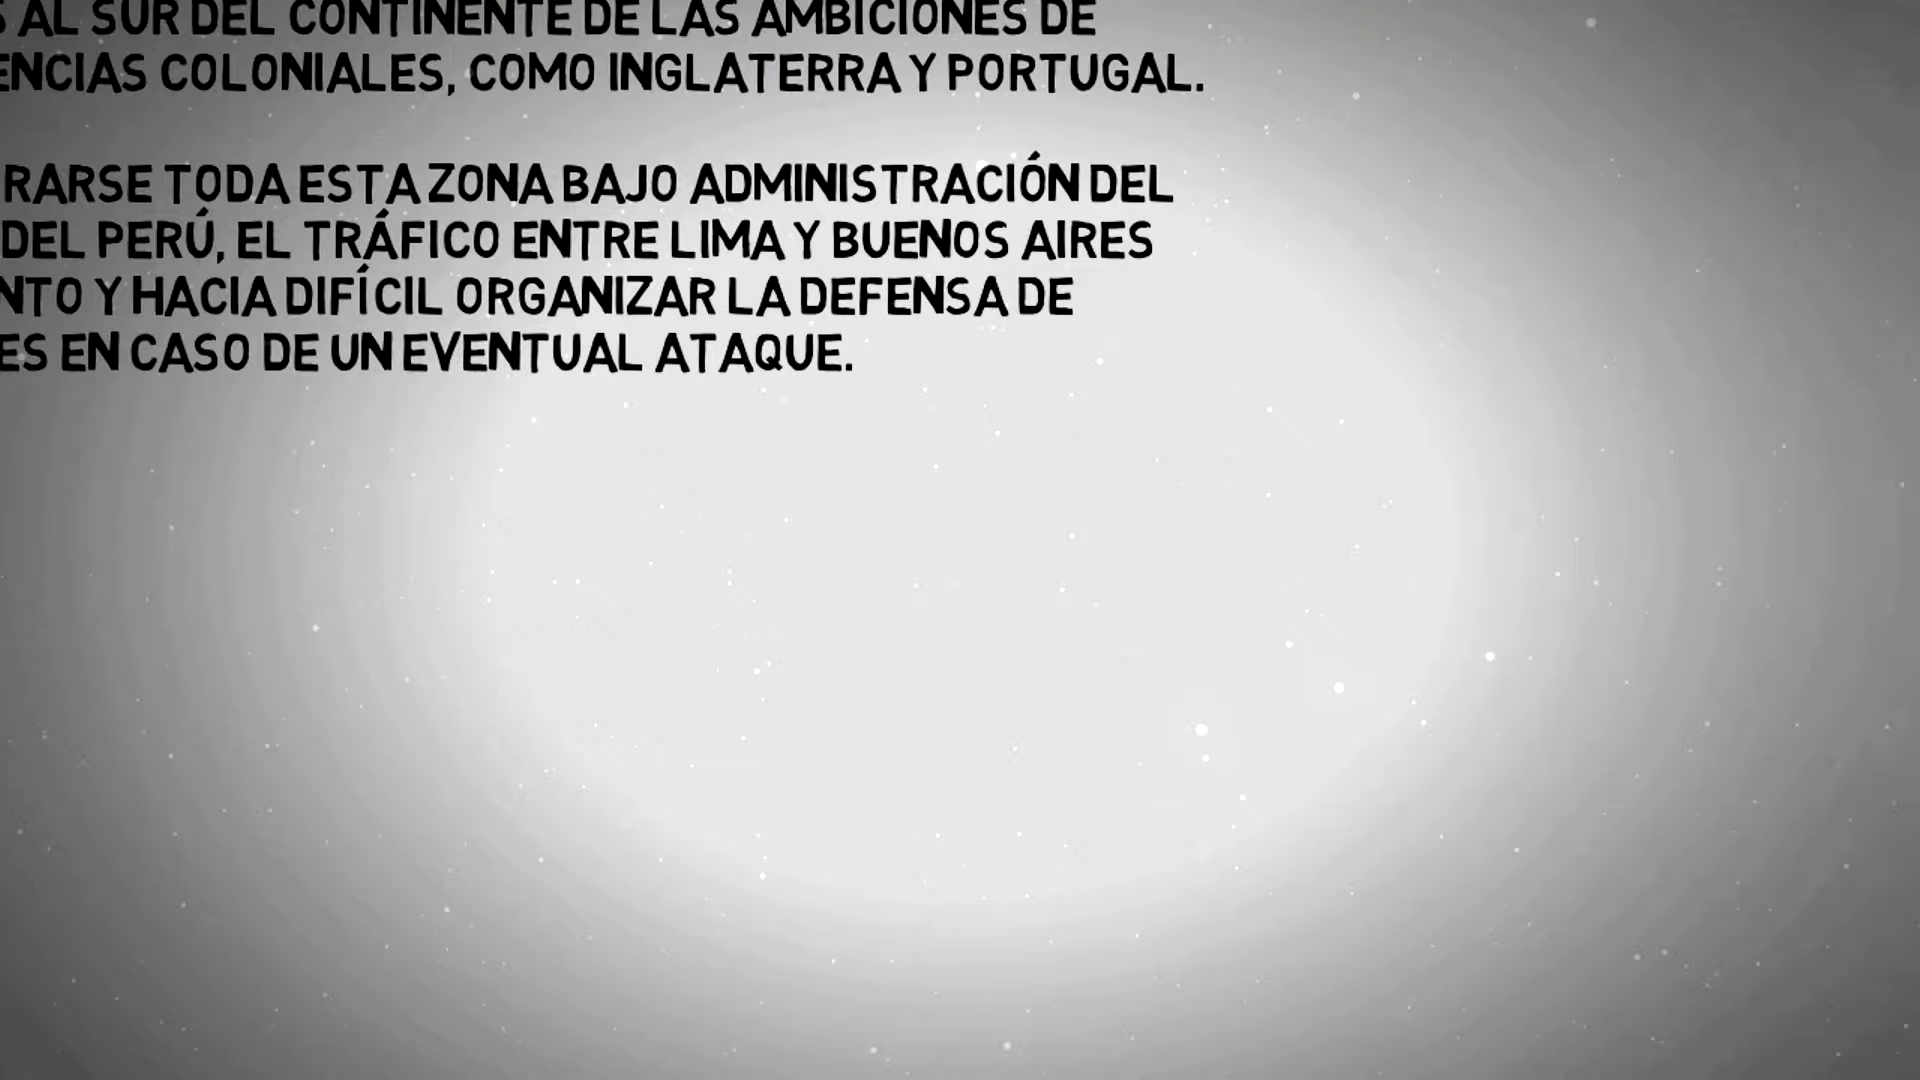 AL SUR DEL CONTINENTE DE LAS AMBICIONES DE
ENCIAS COLONIALES, COMO INGLATERRA Y PORTUGAL.
RARSE TODA ESTA ZONA BAJO ADMINISTRACIÓN DEL
DEL PERÚ, EL TRÁFICO ENTRE LIMA Y BUENOS AIRES
NTO Y HACIA DIFÍCIL ORGANIZAR LA DEFENSA DE
ES EN CASO DE UN EVENTUAL ATAQUE.